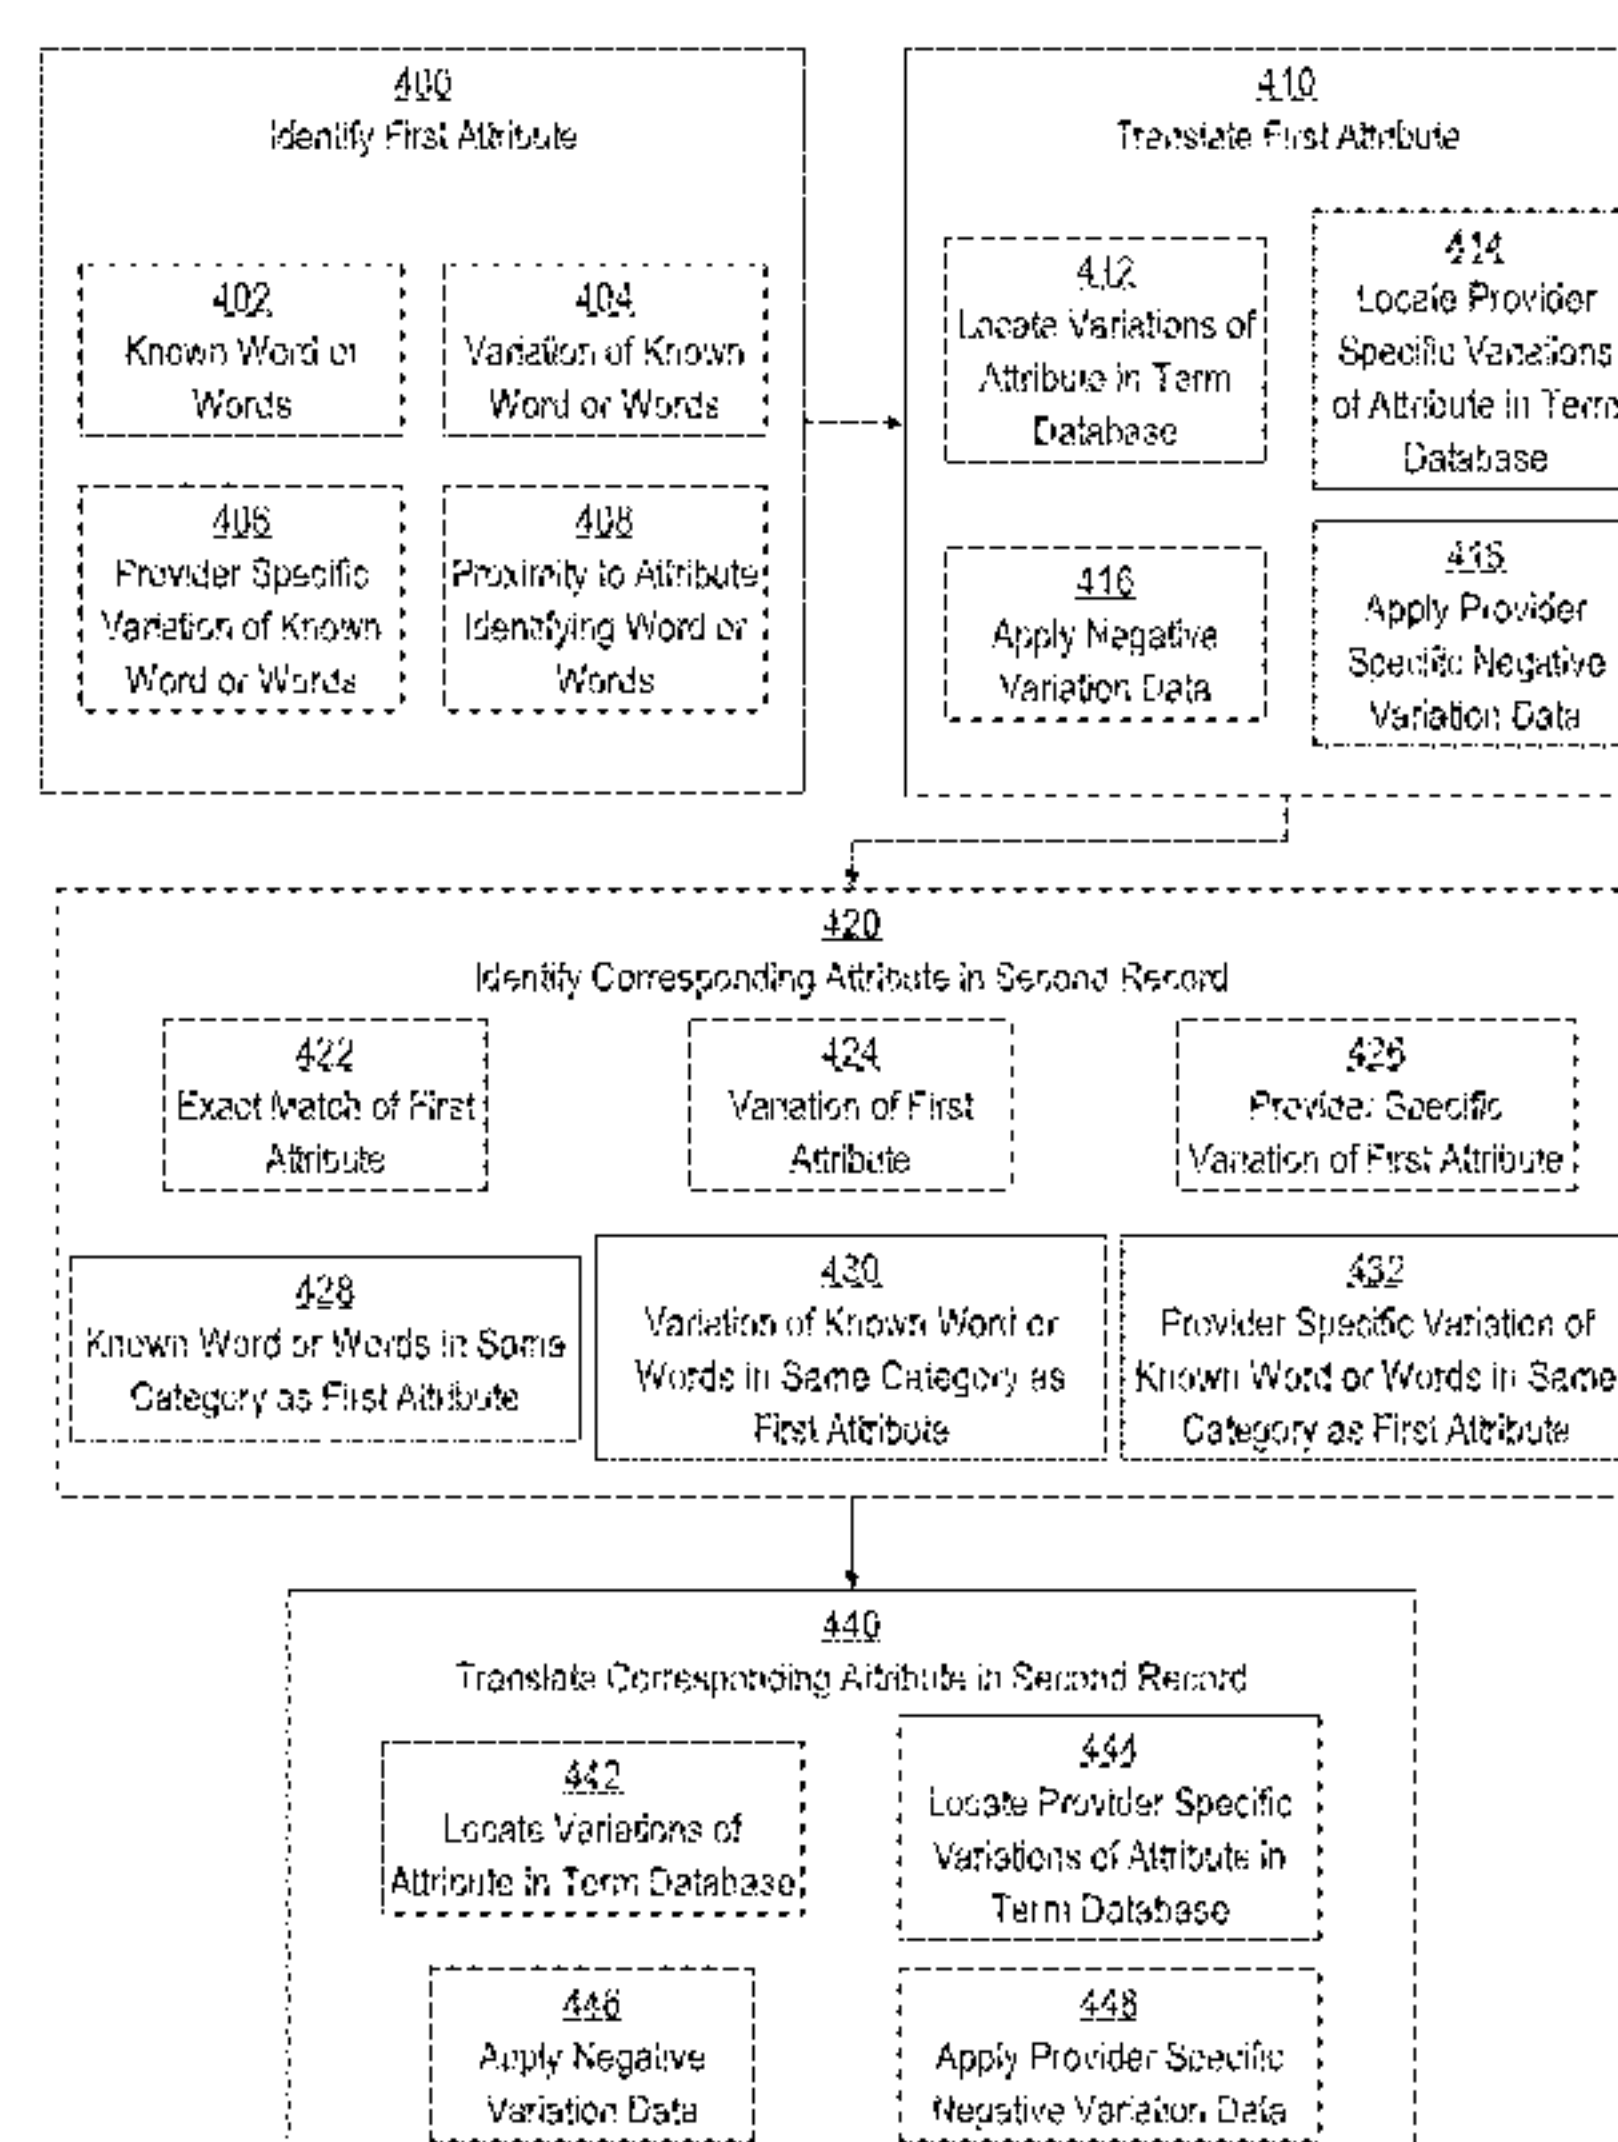 400
Identify First Attribute
402
Known Word or
Words
404
Variation of Known
Word or Words
406
Provider Specific
Variation of Known
Word or Words
408
Proximity to Attribute
Identifying Word or
Words
410
Translate First Attribute
412
Locate Variations of
Attribute in Term
Database
414
Locate Provider
Specific Variations
of Attribute in Term
Database
416
Apply Negative
Variation Data
Apply Provider
Specific Negative
Variation Data
420
Identify Corresponding Attribute in Second Record
422
Exact Match of First
Attribute
424
Variation of First
Attribute
426
Provider Specific
Variation of First Attribute
428
Known Word or Words in Same
Category as First Attribute
430
Variation of Known Word or
Words in Same Category as
First Attribute
432
Provider Specific Variation of
Known Word or Words in Same
Category as First Attribute
440
Translate Corresponding Attribute in Second Record
442
Locate Variations of
Attribute in Term Database
444
Locate Provider Specific
Variations of Attribute in
Term Database
446
Apply Negative
Variation Data
448
Apply Provider Specific
Negative Variation Data